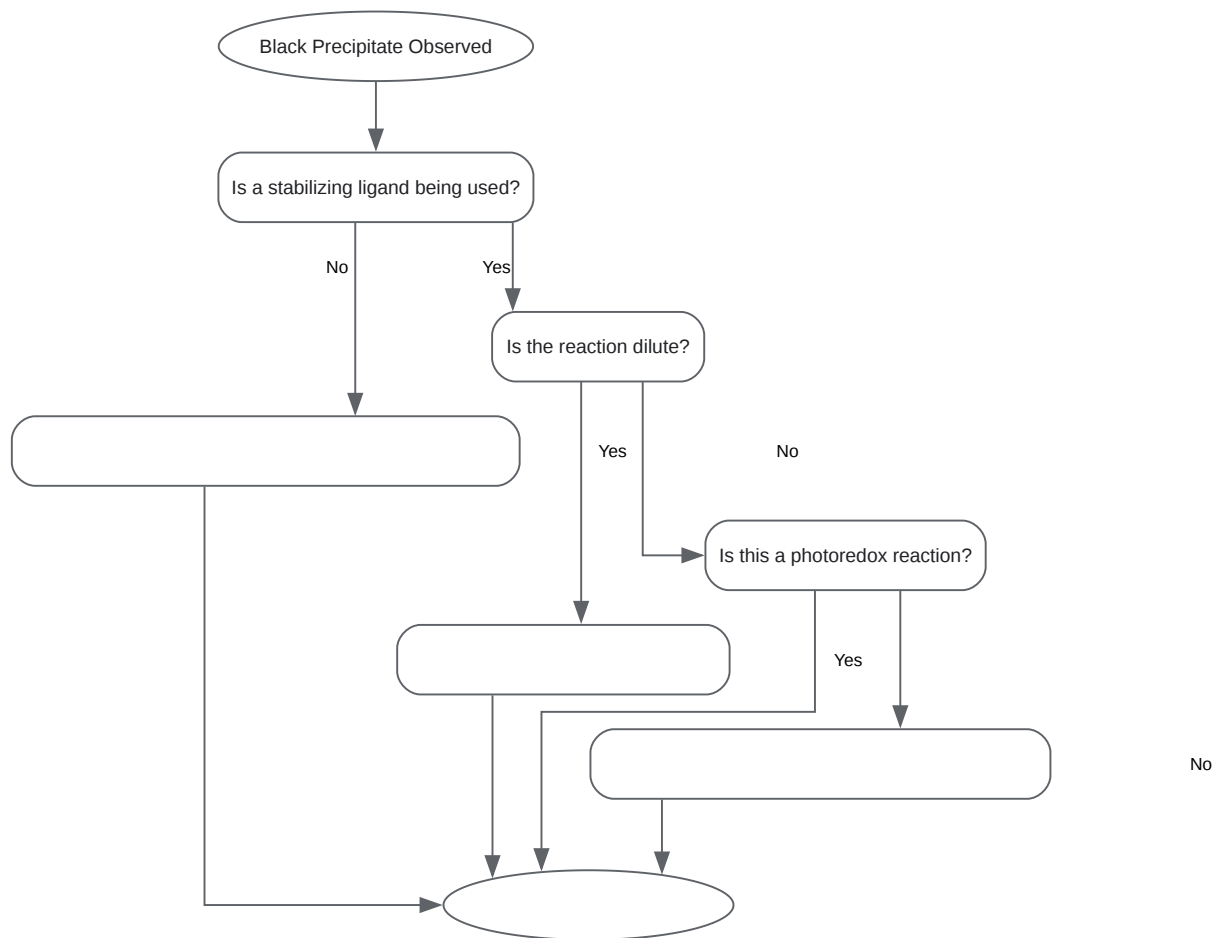 Black Precipitate Observed
Is a stabilizing ligand being used?
No
Yes
Is the reaction dilute?
Yes
No
Is this a photoredox reaction?
Yes
No